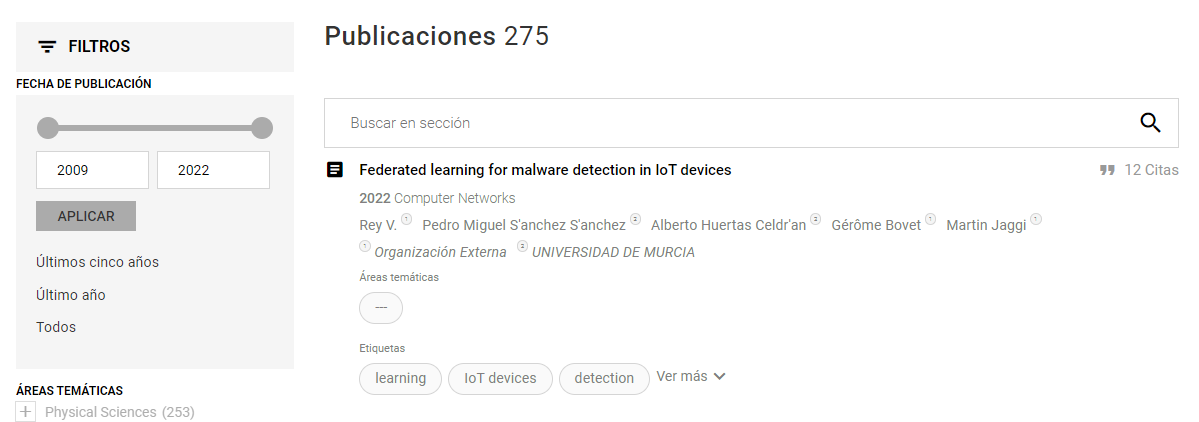 FILTROS
FECHA DE PUBLICACIÓN
2009 2022
APLICAR
Últimos cinco años
Último año
Todos
ÁREAS TEMÁTICAS
Physical Sciences (253)
Publicaciones 275
Buscar en sección
Federated learning for malware detection in IoT devices 12 Citas
2022 Computer Networks
Rey V. 1 Pedro Miguel S'anchez S'anchez 2 Alberto Huertas Celdr'an 2 Gérôme Bovet 1 Martin Jaggi 1
1 Organización Externa 2 UNIVERSIDAD DE MURCIA
Áreas temáticas
---
Etiquetas
learning IoT devices detection Ver más